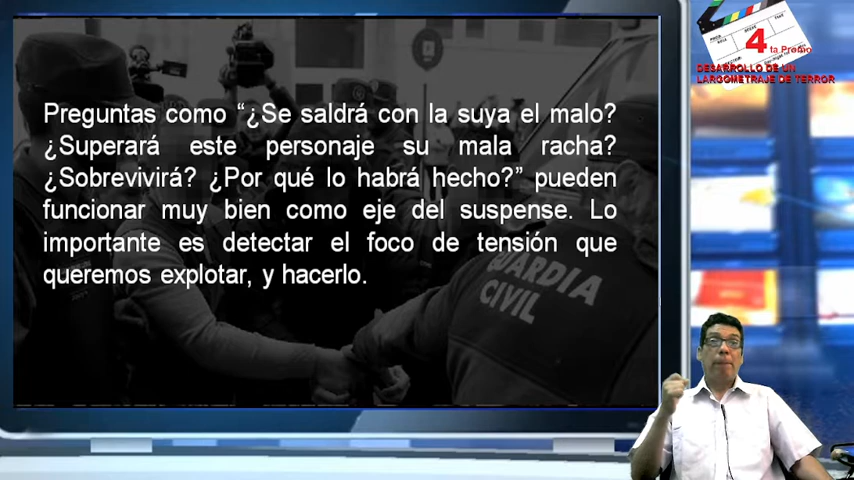 Preguntas como “¿Se saldrá con la suya el malo?
¿Superará este personaje su mala racha?
¿Sobrevivirá? ¿Por qué lo habrá hecho?” pueden
funcionar muy bien como eje del suspense. Lo
importante es detectar el foco de tensión que
queremos explotar, y hacerlo.
GUARDIA
CIVIL
4ta Promo
DESARROLLO DE UN
LARGOMETRAJE DE TERROR